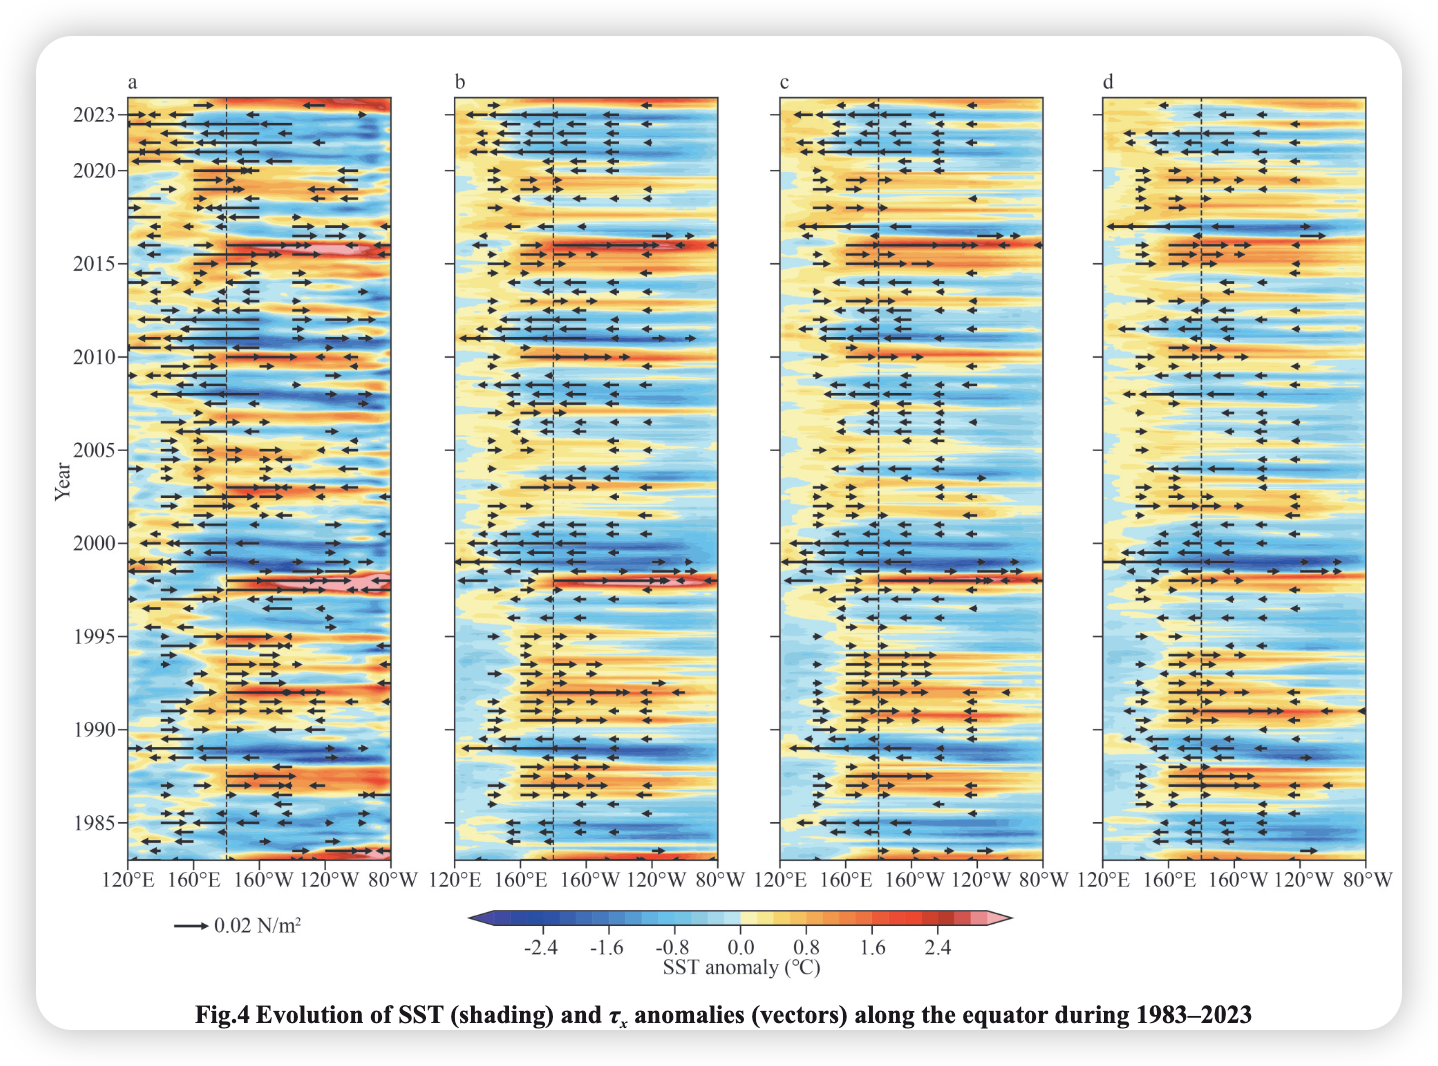 a b c d
2023
2020
2015
2010
2005
2000
1995
1990
1985
Year
120°E 160°E 160°W 120°W 80°W 120°E 160°E 160°W 120°W 80°W 120°E 160°E 160°W 120°W 80°W 120°E 160°E 160°W 120°W 80°W
0.02 N/m²
-2.4 -1.6 -0.8 0.0 0.8 1.6 2.4
SST anomaly (℃)
Fig.4 Evolution of SST (shading) and τₓ anomalies (vectors) along the equator during 1983–2023